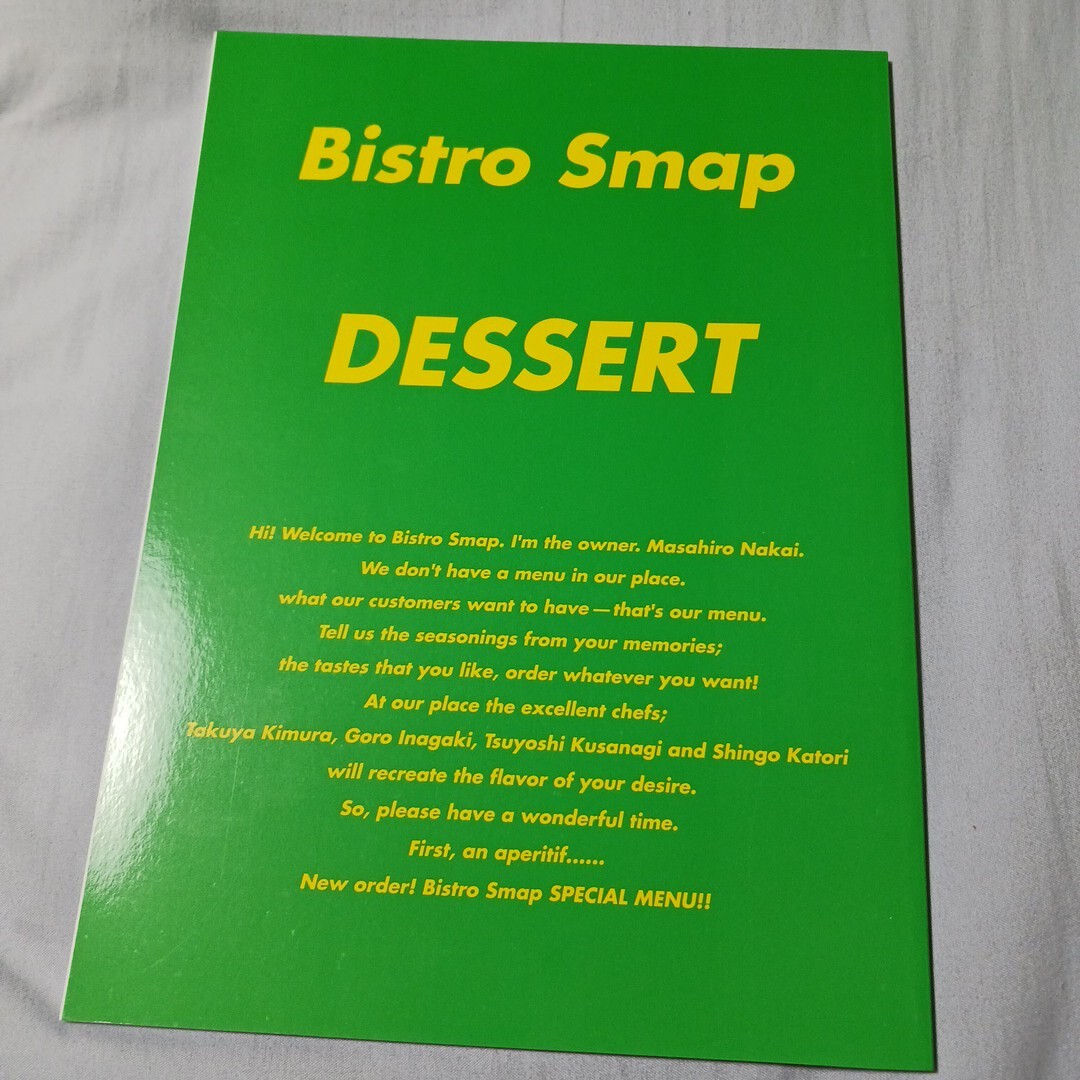 Bistro Smap
DESSERT
Hi! Welcome to Bistro Smap. I'm the owner. Masahiro Nakai.
We don't have a menu in our place.
what our customers want to have—that's our menu.
Tell us the seasonings from your memories;
the tastes that you like, order whatever you want!
At our place the excellent chefs;
Takuya Kimura, Goro Inagaki, Tsuyoshi Kusanagi and Shingo Katori
will recreate the flavor of your desire.
So, please have a wonderful time.
First, an aperitif......
New order! Bistro Smap SPECIAL MENU!!